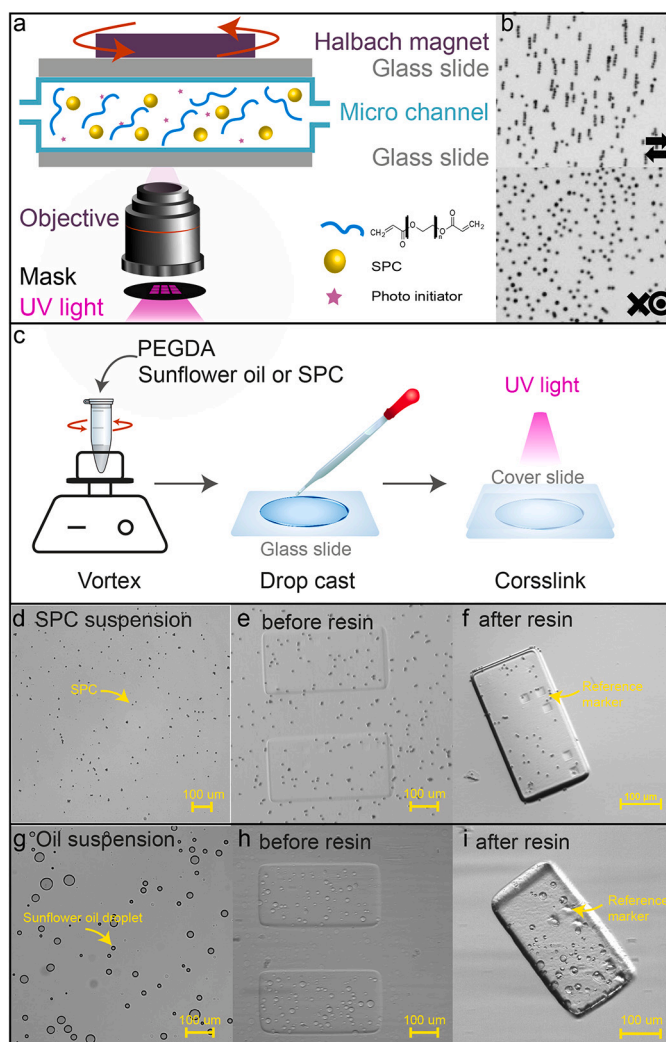 a
Halbach magnet
Glass slide
Micro channel
Glass slide
Objective
Mask
UV light
CH₂
O
O
n
O
O
CH₂
SPC
Photo initiator
b
c
PEGDA
Sunflower oil or SPC
Vortex
Glass slide
Drop cast
UV light
Cover slide
Corsslink
d SPC suspension
SPC
100 um
e before resin
100 um
f after resin
Reference
marker
100 µm
g Oil suspension
Sunflower oil droplet
100 um
h before resin
100 um
i after resin
Reference
marker
100 um